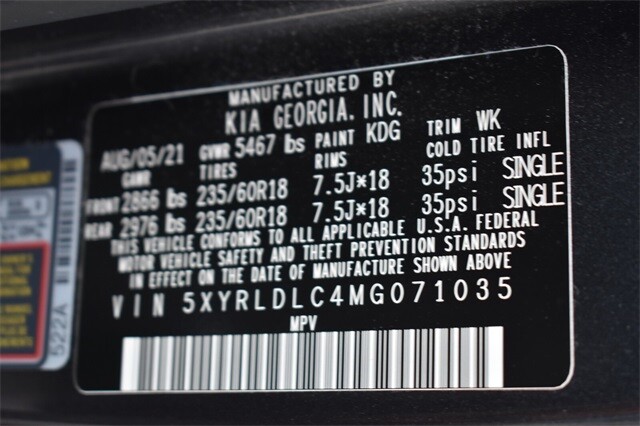 MANUFACTURED BY
KIA GEORGIA, INC.
AUG/05/21 GVWR 5467 lbs PAINT KDG TRIM WK
GAWR TIRES RIMS COLD TIRE INFL
FRONT 2866 lbs 235/60R18 7.5J*18 35psi SINGLE
REAR 2976 lbs 235/60R18 7.5J*18 35psi SINGLE
THIS VEHICLE CONFORMS TO ALL APPLICABLE U.S.A. FEDERAL
MOTOR VEHICLE SAFETY AND THEFT PREVENTION STANDARDS
IN EFFECT ON THE DATE OF MANUFACTURE SHOWN ABOVE
VIN 5XYRLDLC4MG071035
MPV
522A